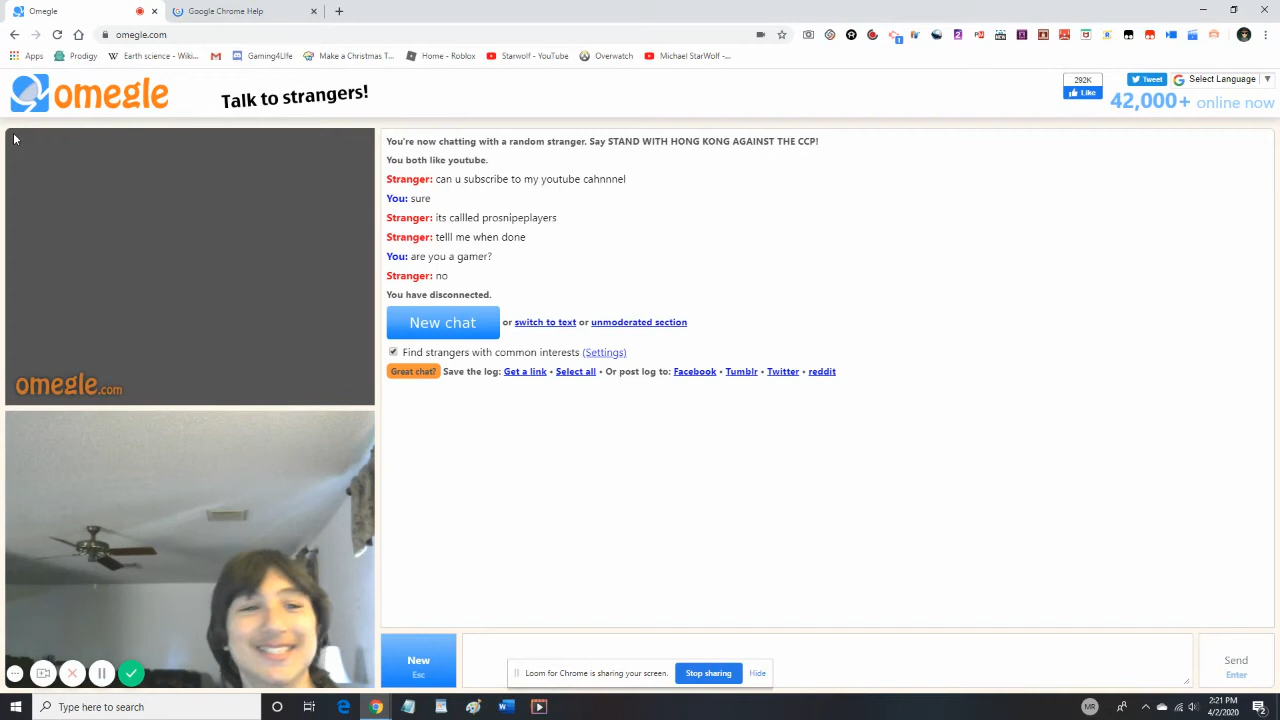 Omegle
Google Chrome Help
omegle.com
Apps
Prodigy
Earth science - Wiki...
Gaming4LIfe
Make a Christmas T...
Home - Roblox
Starwolf - YouTube
Overwatch
Michael StarWolf -...
omegle
Talk to strangers!
292K
Like
Tweet
Select Language
42,000+ online now
You're now chatting with a random stranger. Say STAND WITH HONG KONG AGAINST THE CCP!
You both like youtube.
Stranger: can u subscribe to my youtube cahnnnel
You: sure
Stranger: its callled prosnipeplayers
Stranger: telll me when done
You: are you a gamer?
Stranger: no
You have disconnected.
New chat or switch to text or unmoderated section
Find strangers with common interests (Settings)
Great chat? Save the log: Get a link • Select all • Or post log to: Facebook • Tumblr • Twitter • reddit
omegle.com
New
Esc
Loom for Chrome is sharing your screen.
Stop sharing
Hide
Send
Enter
Type here to search
MR
2:21 PM
4/2/2020
2